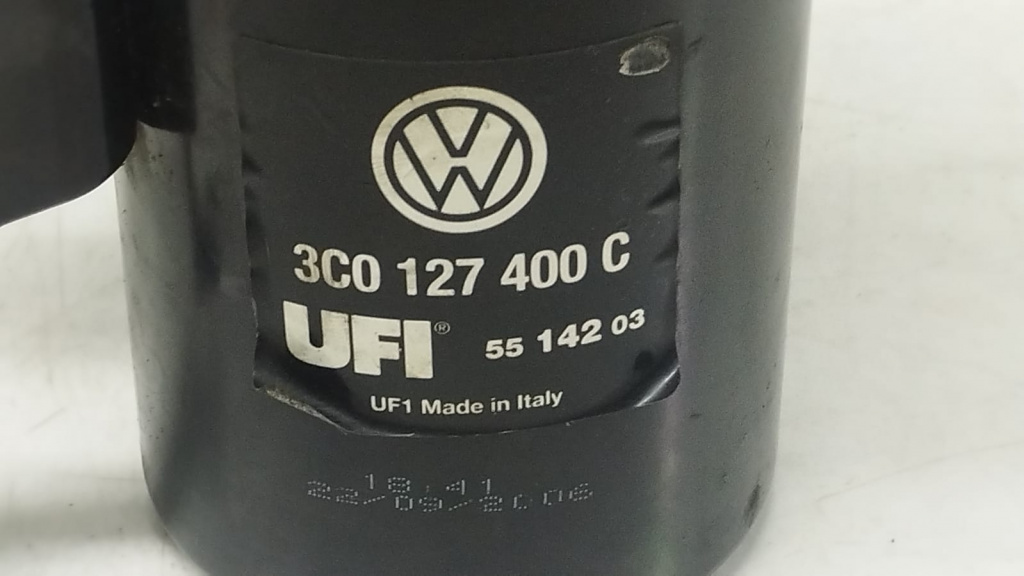 3C0 127 400 C
UFI® 55 142 03
UF1 Made in Italy
18:41
22/09/2006